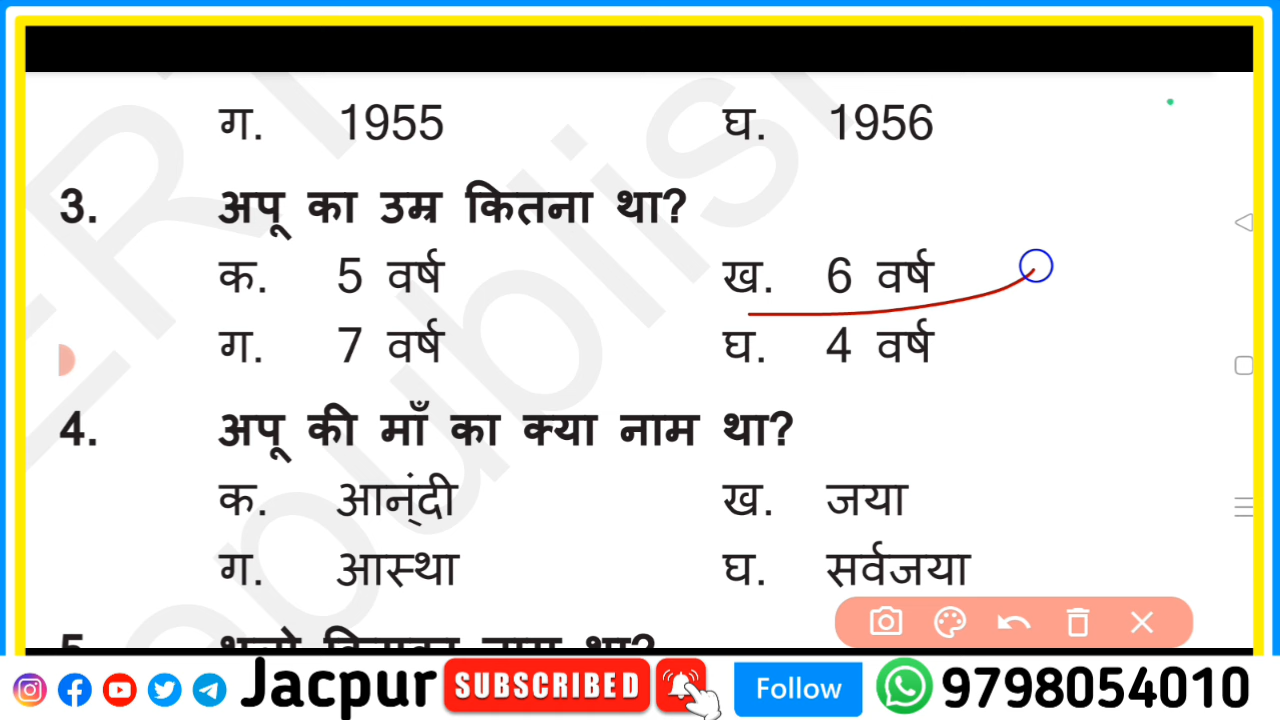 ग. 1955 घ. 1956
3. अपू का उम्र कितना था?
क. 5 वर्ष ख. 6 वर्ष
ग. 7 वर्ष घ. 4 वर्ष
4. अपू की माँ का क्या नाम था?
क. आन्ंदी ख. जया
ग. आस्था घ. सर्वजया
Jacpur SUBSCRIBED Follow 9798054010